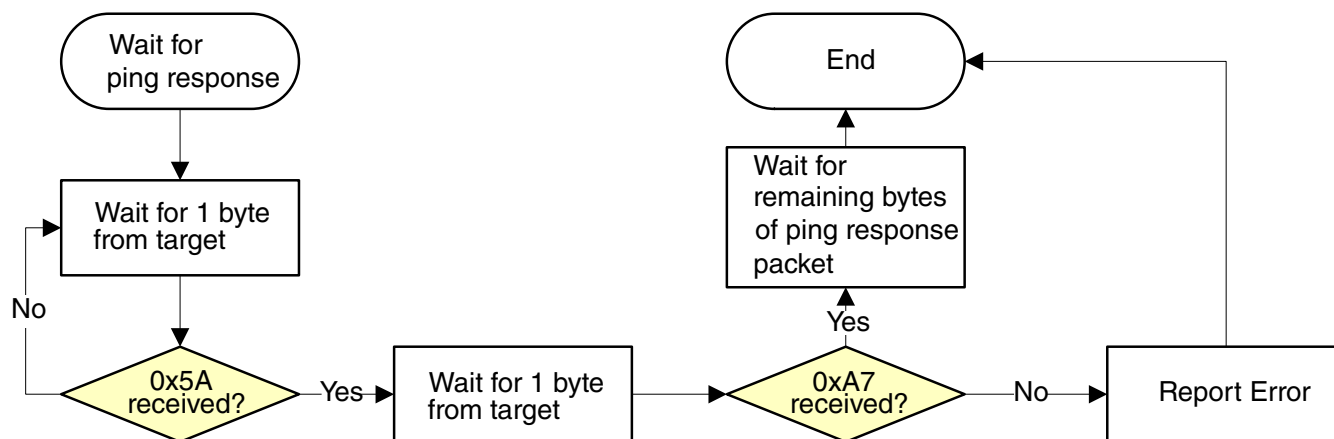 Wait for
ping response
Wait for 1 byte
from target
No
0x5A
received?
Yes
Wait for 1 byte
from target
0xA7
received?
Yes
Wait for
remaining bytes
of ping response
packet
End
No
Report Error